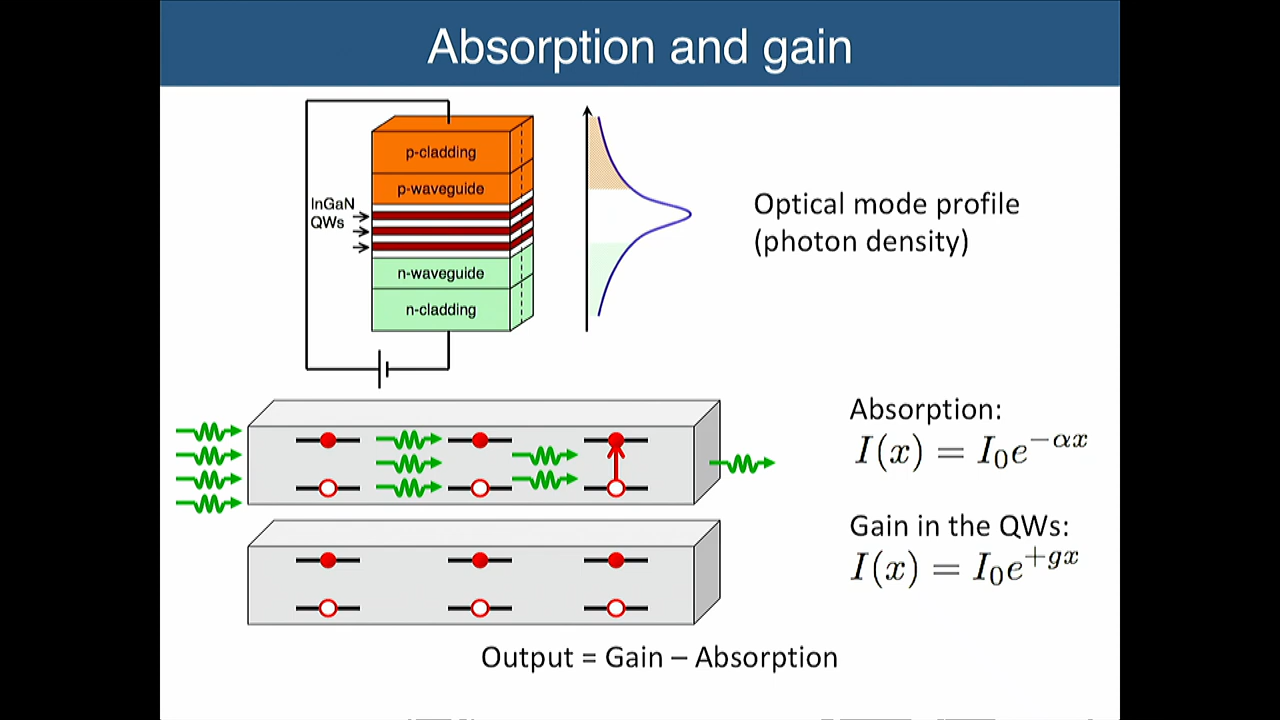 Absorption and gain
p-cladding
p-waveguide
InGaN
QWs
n-waveguide
n-cladding
Optical mode profile
(photon density)
Absorption:
I(x) = I₀e^{−αx}
Gain in the QWs:
I(x) = I₀e^{+gx}
Output = Gain – Absorption